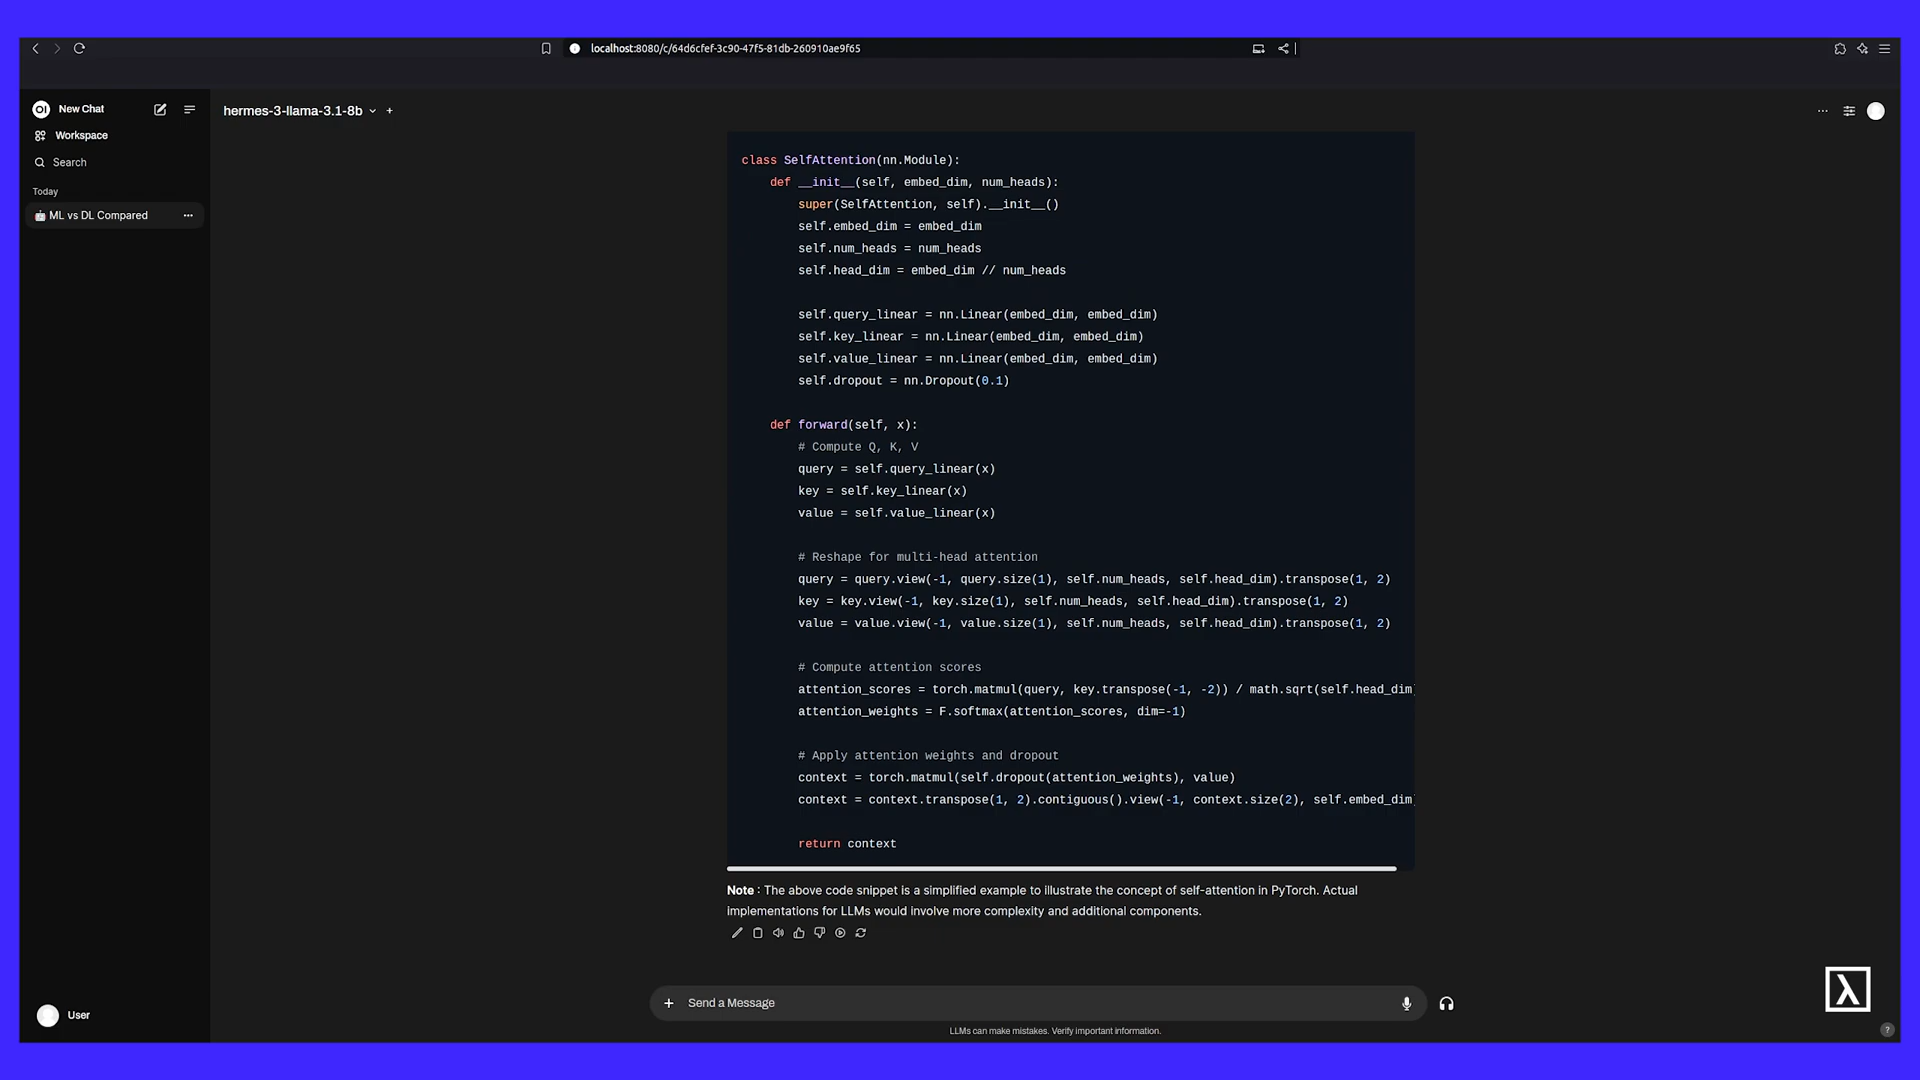 localhost:8080/c/64d6cfef-3c90-47f5-81db-260910ae9f65
OI New Chat
Workspace
Search
Today
🤖 ML vs DL Compared
User
hermes-3-llama-3.1-8b
class SelfAttention(nn.Module):
    def __init__(self, embed_dim, num_heads):
        super(SelfAttention, self).__init__()
        self.embed_dim = embed_dim
        self.num_heads = num_heads
        self.head_dim = embed_dim // num_heads
        self.query_linear = nn.Linear(embed_dim, embed_dim)
        self.key_linear = nn.Linear(embed_dim, embed_dim)
        self.value_linear = nn.Linear(embed_dim, embed_dim)
        self.dropout = nn.Dropout(0.1)
    def forward(self, x):
        # Compute Q, K, V
        query = self.query_linear(x)
        key = self.key_linear(x)
        value = self.value_linear(x)
        # Reshape for multi-head attention
        query = query.view(-1, query.size(1), self.num_heads, self.head_dim).transpose(1, 2)
        key = key.view(-1, key.size(1), self.num_heads, self.head_dim).transpose(1, 2)
        value = value.view(-1, value.size(1), self.num_heads, self.head_dim).transpose(1, 2)
        # Compute attention scores
        attention_scores = torch.matmul(query, key.transpose(-1, -2)) / math.sqrt(self.head_dim)
        attention_weights = F.softmax(attention_scores, dim=-1)
        # Apply attention weights and dropout
        context = torch.matmul(self.dropout(attention_weights), value)
        context = context.transpose(1, 2).contiguous().view(-1, context.size(2), self.embed_dim)
        return context
Note : The above code snippet is a simplified example to illustrate the concept of self-attention in PyTorch. Actual
implementations for LLMs would involve more complexity and additional components.
Send a Message
LLMs can make mistakes. Verify important information.
λ
?